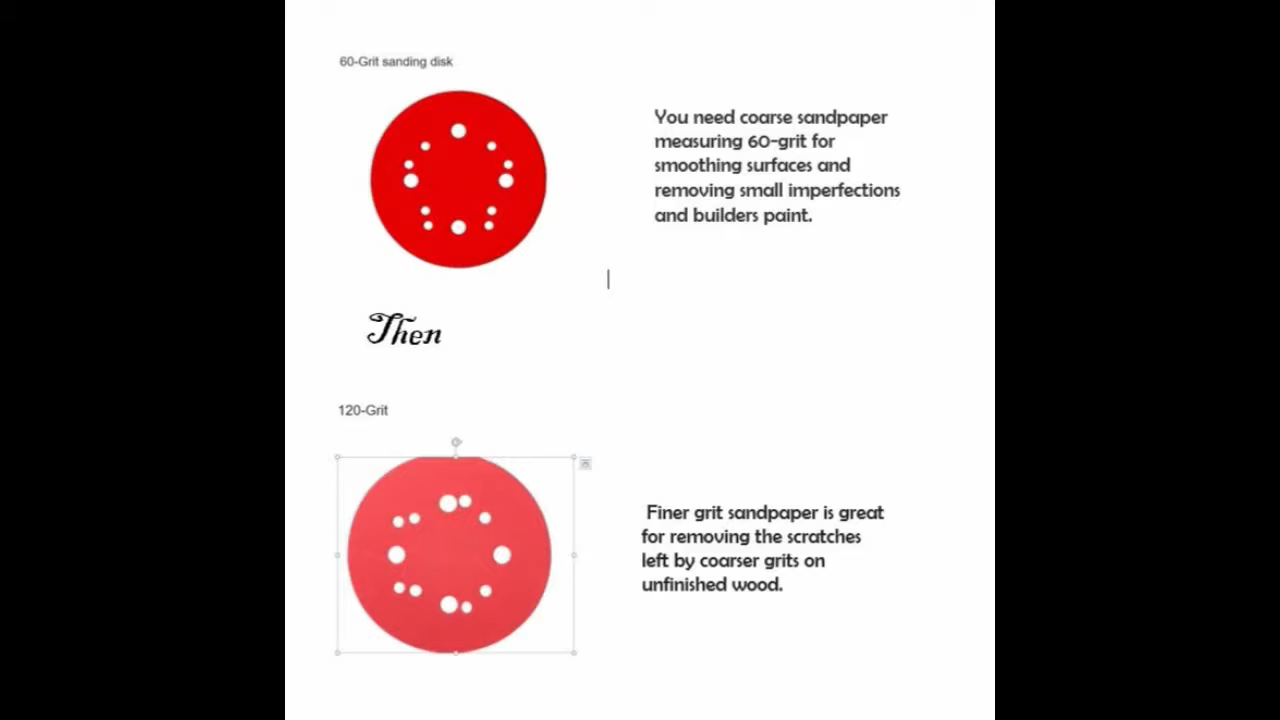 60-Grit sanding disk
You need coarse sandpaper
measuring 60-grit for
smoothing surfaces and
removing small imperfections
and builders paint.
Then
120-Grit
Finer grit sandpaper is great
for removing the scratches
left by coarser grits on
unfinished wood.